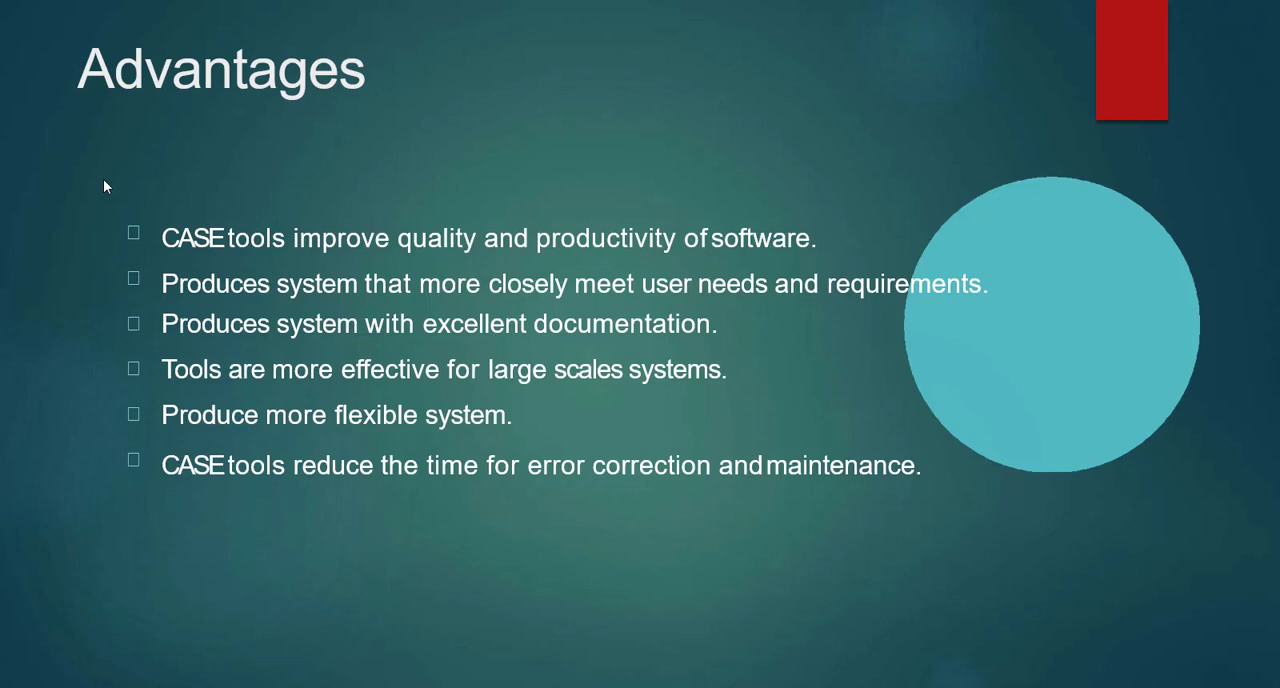 Advantages
CASE tools improve quality and productivity of software.
Produces system that more closely meet user needs and requirements.
Produces system with excellent documentation.
Tools are more effective for large scales systems.
Produce more flexible system.
CASE tools reduce the time for error correction and maintenance.